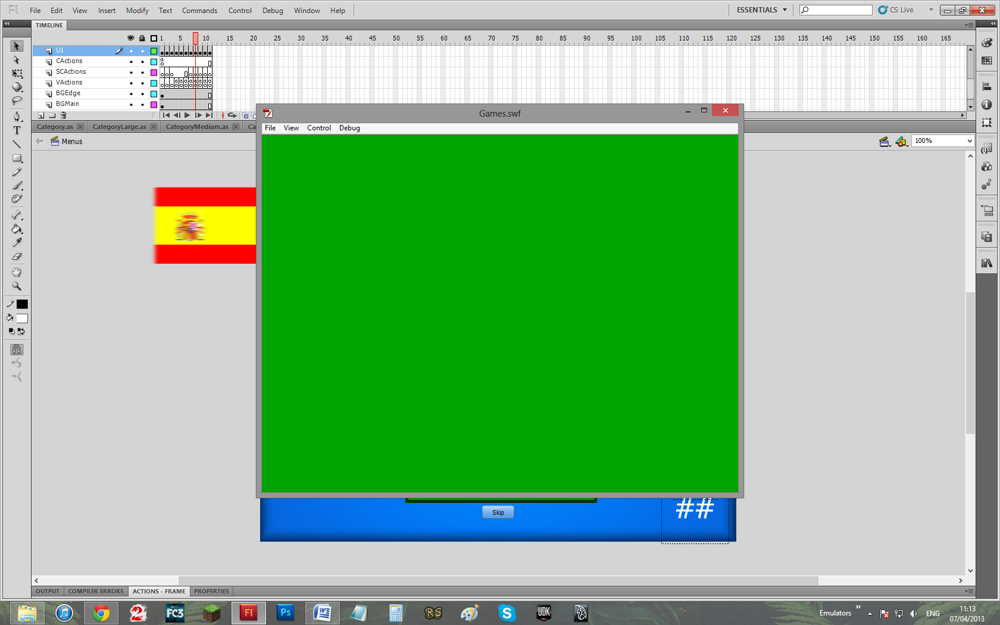 Fl File Edit View Insert Modify Text Commands Control Debug Window Help ESSENTIALS CS Live
TIMELINE
1 5 10 15 20 25 30 35 40 45 50 55 60 65 70 75 80 85 90 95 100 105 110 115 120 125 130 135 140 145 150 155 160 165
UI
CActions
SCActions
VActions
BGEdge
BGMain
Games.swf
Category.as CategoryLarge.as CategoryMedium.as Ca
File View Control Debug
Menus 100%
T
##
Skip
OUTPUT COMPILER ERRORS ACTIONS - FRAME PROPERTIES
2 FC3 Fl Ps W RS S UDK
Emulators ENG
11:13
07/04/2013